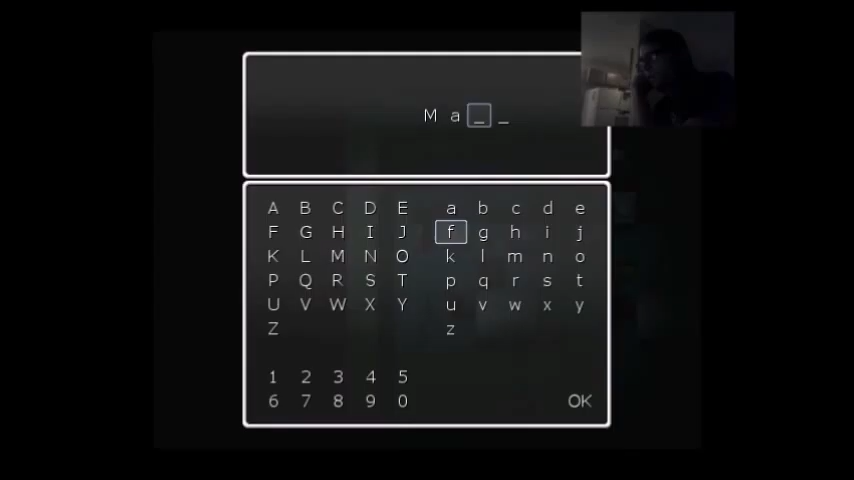 M a _ _
A B C D E a b c d e
F G H I J f g h i j
K L M N O k l m n o
P Q R S T p q r s t
U V W X Y u v w x y
Z z
1 2 3 4 5
6 7 8 9 0 OK